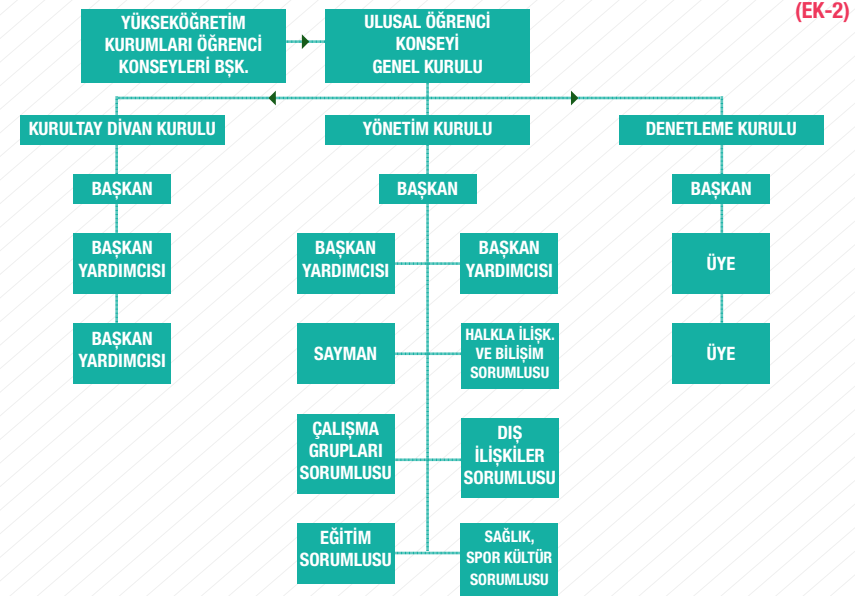 (EK-2)
YÜKSEKÖĞRETİM
KURUMLARI ÖĞRENCİ
KONSEYLERİ BŞK.
ULUSAL ÖĞRENCİ
KONSEYİ
GENEL KURULU
KURULTAY DİVAN KURULU
YÖNETİM KURULU
DENETLEME KURULU
BAŞKAN
BAŞKAN
BAŞKAN
BAŞKAN
YARDIMCISI
BAŞKAN
YARDIMCISI
BAŞKAN
YARDIMCISI
ÜYE
BAŞKAN
YARDIMCISI
SAYMAN
HALKLA İLİŞK.
VE BİLİŞİM
SORUMLUSU
ÜYE
ÇALIŞMA
GRUPLARI
SORUMLUSU
DIŞ
İLİŞKİLER
SORUMLUSU
EĞİTİM
SORUMLUSU
SAĞLIK,
SPOR KÜLTÜR
SORUMLUSU